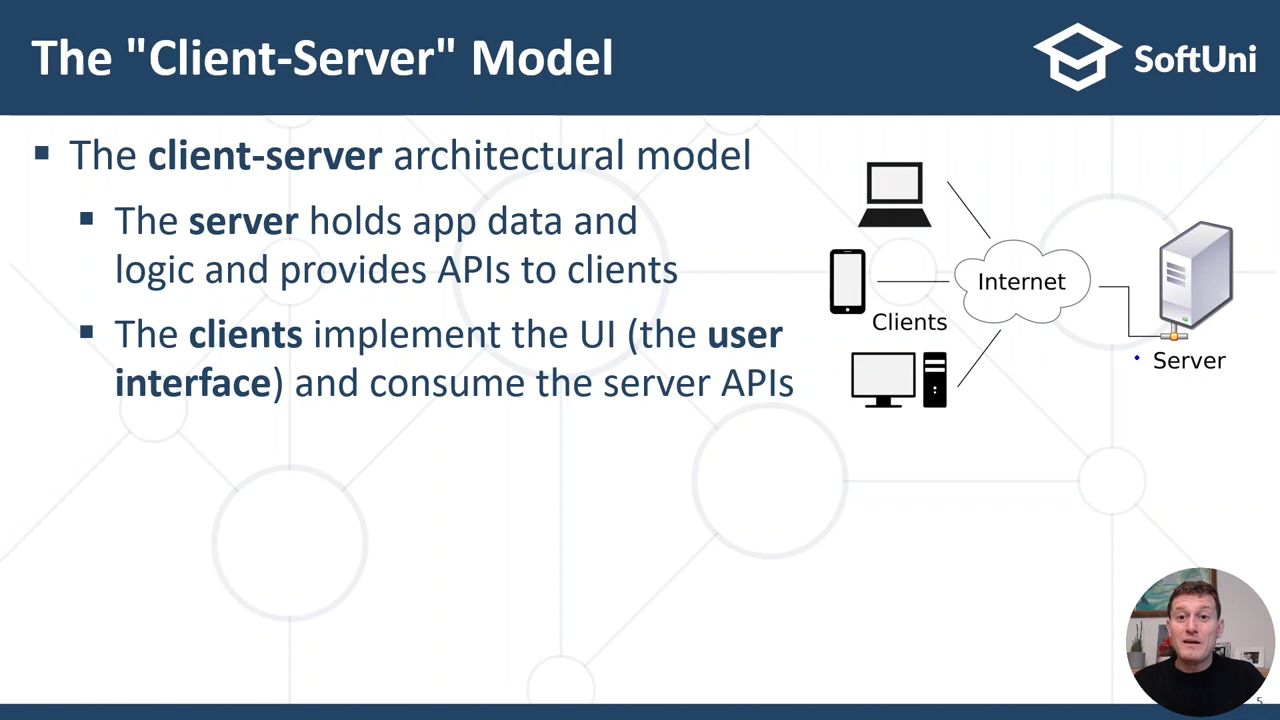 The "Client-Server" Model
SoftUni
▪ The client-server architectural model
▪ The server holds app data and
logic and provides APIs to clients
▪ The clients implement the UI (the user
interface) and consume the server APIs
Internet
Clients
• Server
5